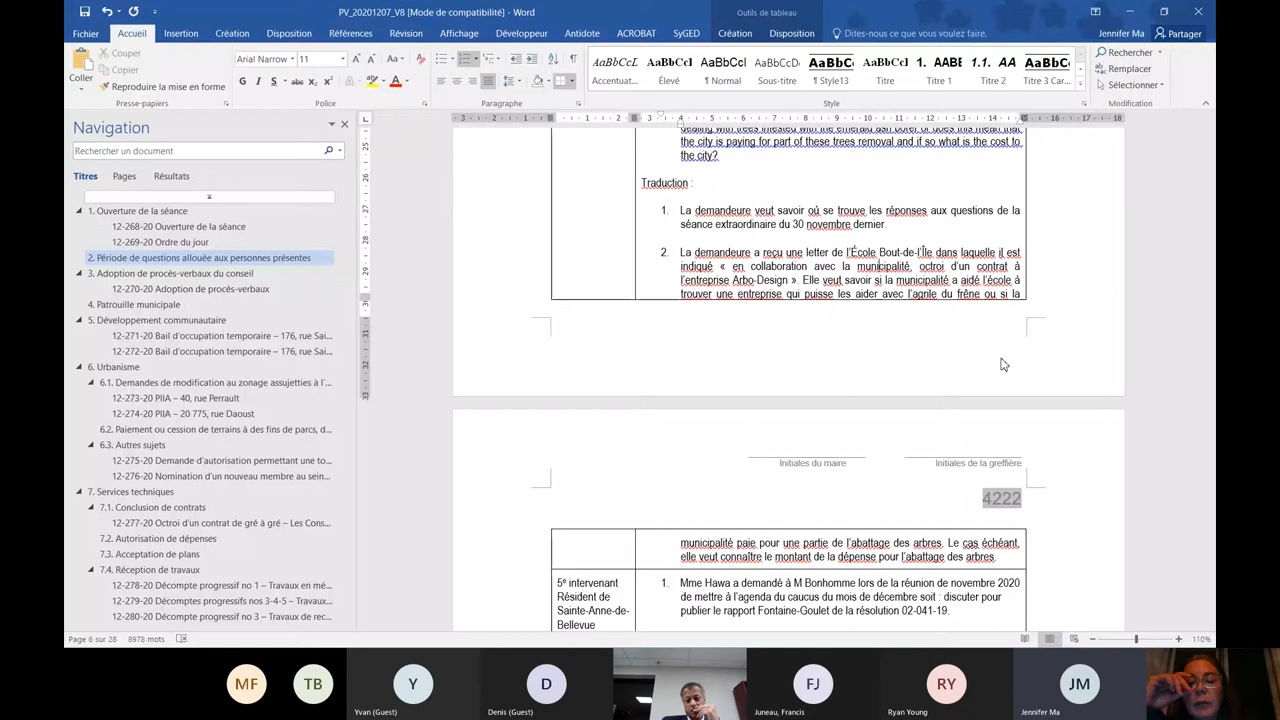 PV_20201207_V8 [Mode de compatibilité] - Word
Outils de tableau
Fichier Accueil Insertion Création Disposition Références Révision Affichage Développeur Antidote ACROBAT SyGED Création Disposition Dites-nous ce que vous voulez faire. Jennifer Ma Partager
Coller
Couper
Copier
Reproduire la mise en forme
Presse-papiers
Arial Narrow 11
G I S abc x₂ x²
Police
Paragraphe
AaBbCcL AaBbCcI AaBbCcI AaBbCcD AaBbC AaBbCcI 1. AABE 1.1. AA AaBbC
Accentuat... Élevé ¶ Normal Sous-titre ¶ Style13 Titre Titre 1 Titre 2 Titre 3 Car...
Style
Rechercher
Remplacer
Sélectionner
Modification
Navigation
Rechercher un document
Titres Pages Résultats
1. Ouverture de la séance
12-268-20 Ouverture de la séance
12-269-20 Ordre du jour
2. Période de questions allouée aux personnes présentes
3. Adoption de procès-verbaux du conseil
12-270-20 Adoption de procès-verbaux
4. Patrouille municipale
5. Développement communautaire
12-271-20 Bail d'occupation temporaire – 176, rue Sai...
12-272-20 Bail d'occupation temporaire – 176, rue Sai...
6. Urbanisme
6.1. Demandes de modification au zonage assujetties à l'...
12-273-20 PIIA – 40, rue Perrault
12-274-20 PIIA – 20 775, rue Daoust
6.2. Paiement ou cession de terrains à des fins de parcs, d...
6.3. Autres sujets
12-275-20 Demande d'autorisation permettant une to...
12-276-20 Nomination d'un nouveau membre au sein...
7. Services techniques
7.1. Conclusion de contrats
12-277-20 Octroi d'un contrat de gré à gré – Les Cons...
7.2. Autorisation de dépenses
7.3. Acceptation de plans
7.4. Réception de travaux
12-278-20 Décompte progressif no 1 – Travaux en mé...
12-279-20 Décomptes progressifs nos 3-4-5 – Travaux...
12-280-20 Décompte progressif no 3 – Travaux de rec...
dealing with trees infested with the emerald ash borer or does this mean that
the city is paying for part of these trees removal and if so what is the cost to
the city?
Traduction :
1. La demandeure veut savoir où se trouve les réponses aux questions de la
séance extraordinaire du 30 novembre dernier.
2. La demandeure a reçu une letter de l'École Bout-de-l'Île dans laquelle il est
indiqué « en collaboration avec la municipalité, octroi d'un contrat à
l'entreprise Arbo-Design ». Elle veut savoir si la municipalité a aidé l'école à
trouver une entreprise qui puisse les aider avec l'agrile du frêne ou si la
Initiales du maire Initiales de la greffière
4222
municipalité paie pour une partie de l'abattage des arbres. Le cas échéant,
elle veut connaître le montant de la dépense pour l'abattage des arbres.
5e intervenant
Résident de
Sainte-Anne-de-
Bellevue
1. Mme Hawa a demandé à M Bonhomme lors de la réunion de novembre 2020
de mettre à l'agenda du caucus du mois de décembre soit : discuter pour
publier le rapport Fontaine-Goulet de la résolution 02-041-19.
Page 6 sur 28 8978 mots 110%
MF TB Y D FJ RY JM
Yvan (Guest) Denis (Guest) Juneau, Francis Ryan Young Jennifer Ma